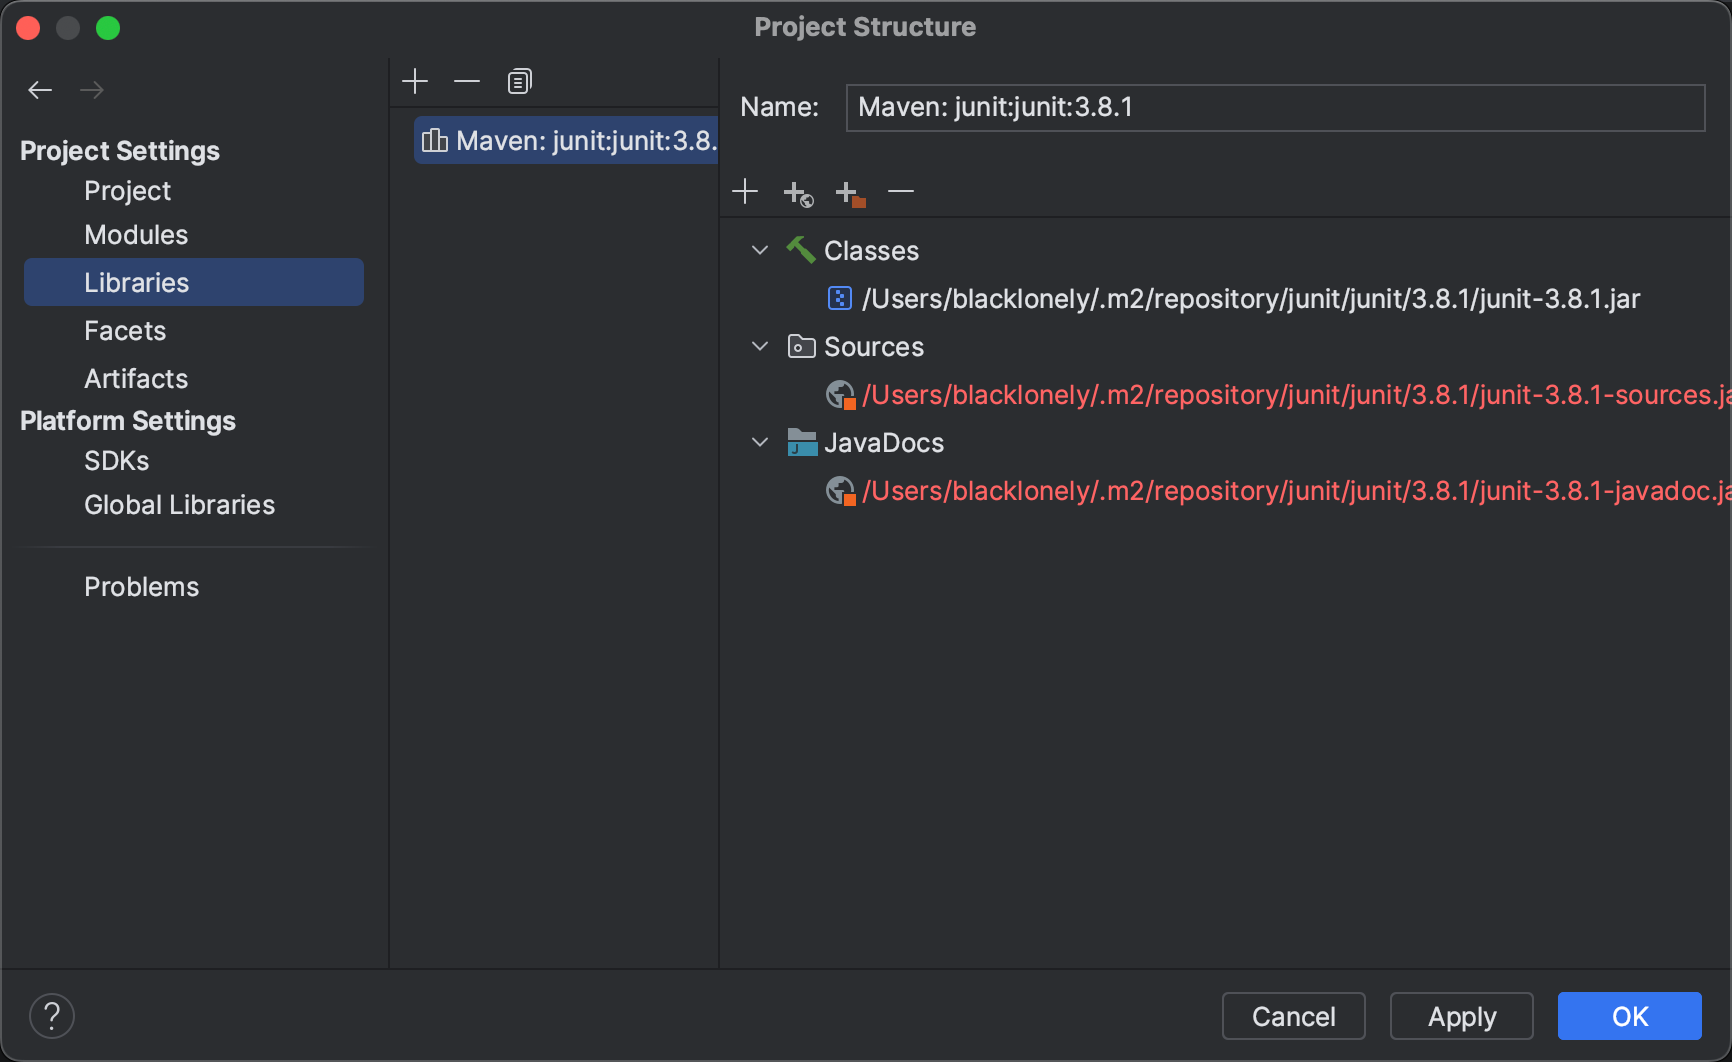 Project Structure
Project Settings
Project
Modules
Libraries
Facets
Artifacts
Platform Settings
SDKs
Global Libraries
Problems
Maven: junit:junit:3.8.
Name: Maven: junit:junit:3.8.1
Classes
/Users/blacklonely/.m2/repository/junit/junit/3.8.1/junit-3.8.1.jar
Sources
/Users/blacklonely/.m2/repository/junit/junit/3.8.1/junit-3.8.1-sources.ja
JavaDocs
/Users/blacklonely/.m2/repository/junit/junit/3.8.1/junit-3.8.1-javadoc.ja
?
Cancel
Apply
OK